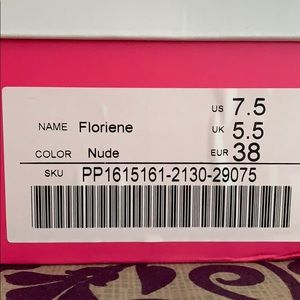 US 7.5
NAME Floriene UK 5.5
COLOR Nude EUR 38
SKU PP1615161-2130-29075